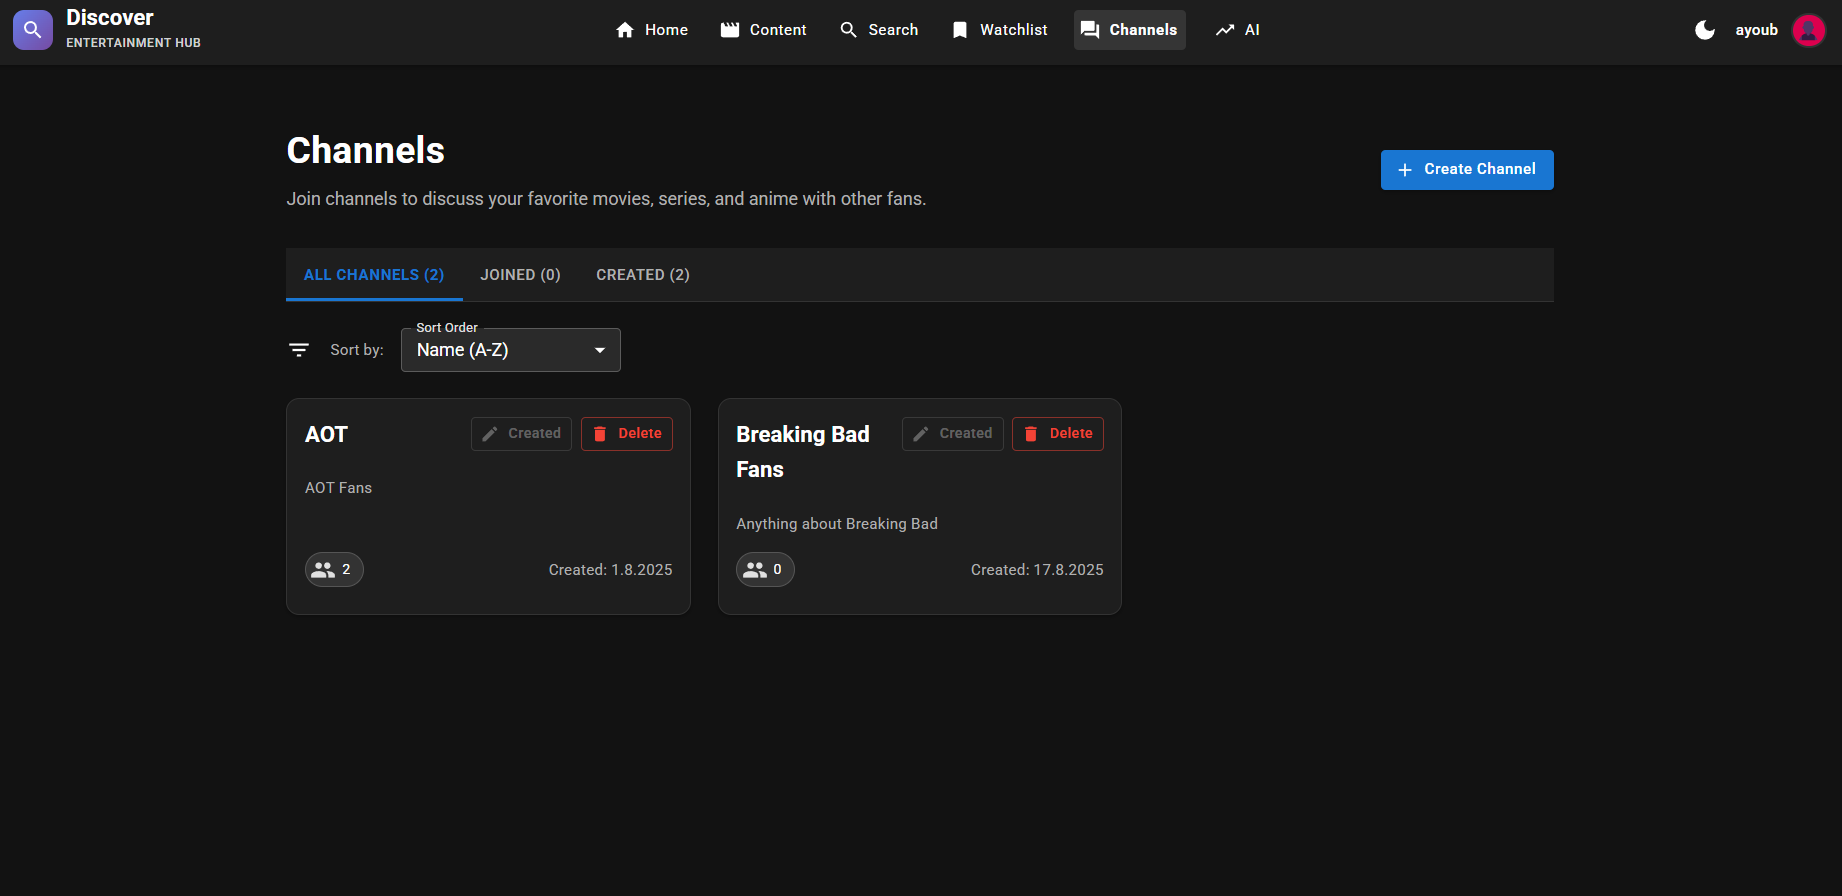 Discover
ENTERTAINMENT HUB
Home
Content
Search
Watchlist
Channels
AI
ayoub
Channels
Join channels to discuss your favorite movies, series, and anime with other fans.
Create Channel
ALL CHANNELS (2)
JOINED (0)
CREATED (2)
Sort by:
Sort Order
Name (A-Z)
AOT
Created
Delete
AOT Fans
2
Created: 1.8.2025
Breaking Bad
Fans
Created
Delete
Anything about Breaking Bad
0
Created: 17.8.2025